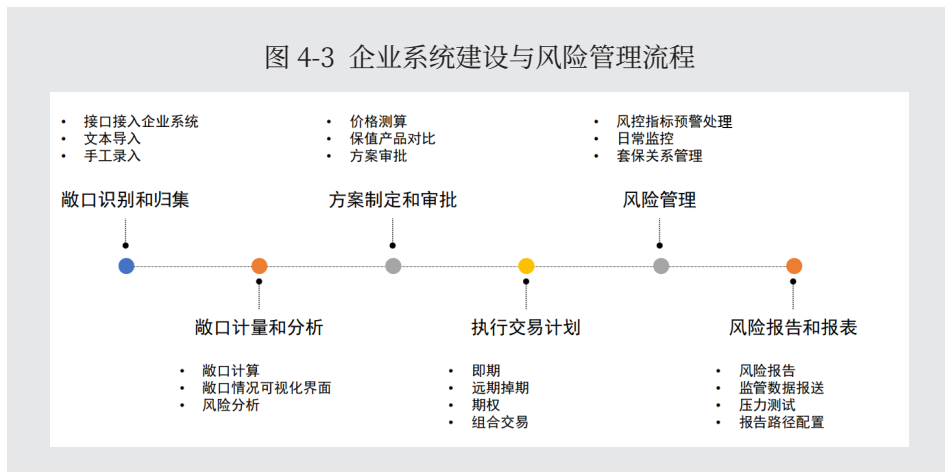 图 4-3 企业系统建设与风险管理流程
• 接口接入企业系统
• 文本导入
• 手工录入
敞口识别和归集
• 价格测算
• 保值产品对比
• 方案审批
方案制定和审批
• 风控指标预警处理
• 日常监控
• 套保关系管理
风险管理
敞口计量和分析
• 敞口计算
• 敞口情况可视化界面
• 风险分析
执行交易计划
• 即期
• 远期掉期
• 期权
• 组合交易
风险报告和报表
• 风险报告
• 监管数据报送
• 压力测试
• 报告路径配置